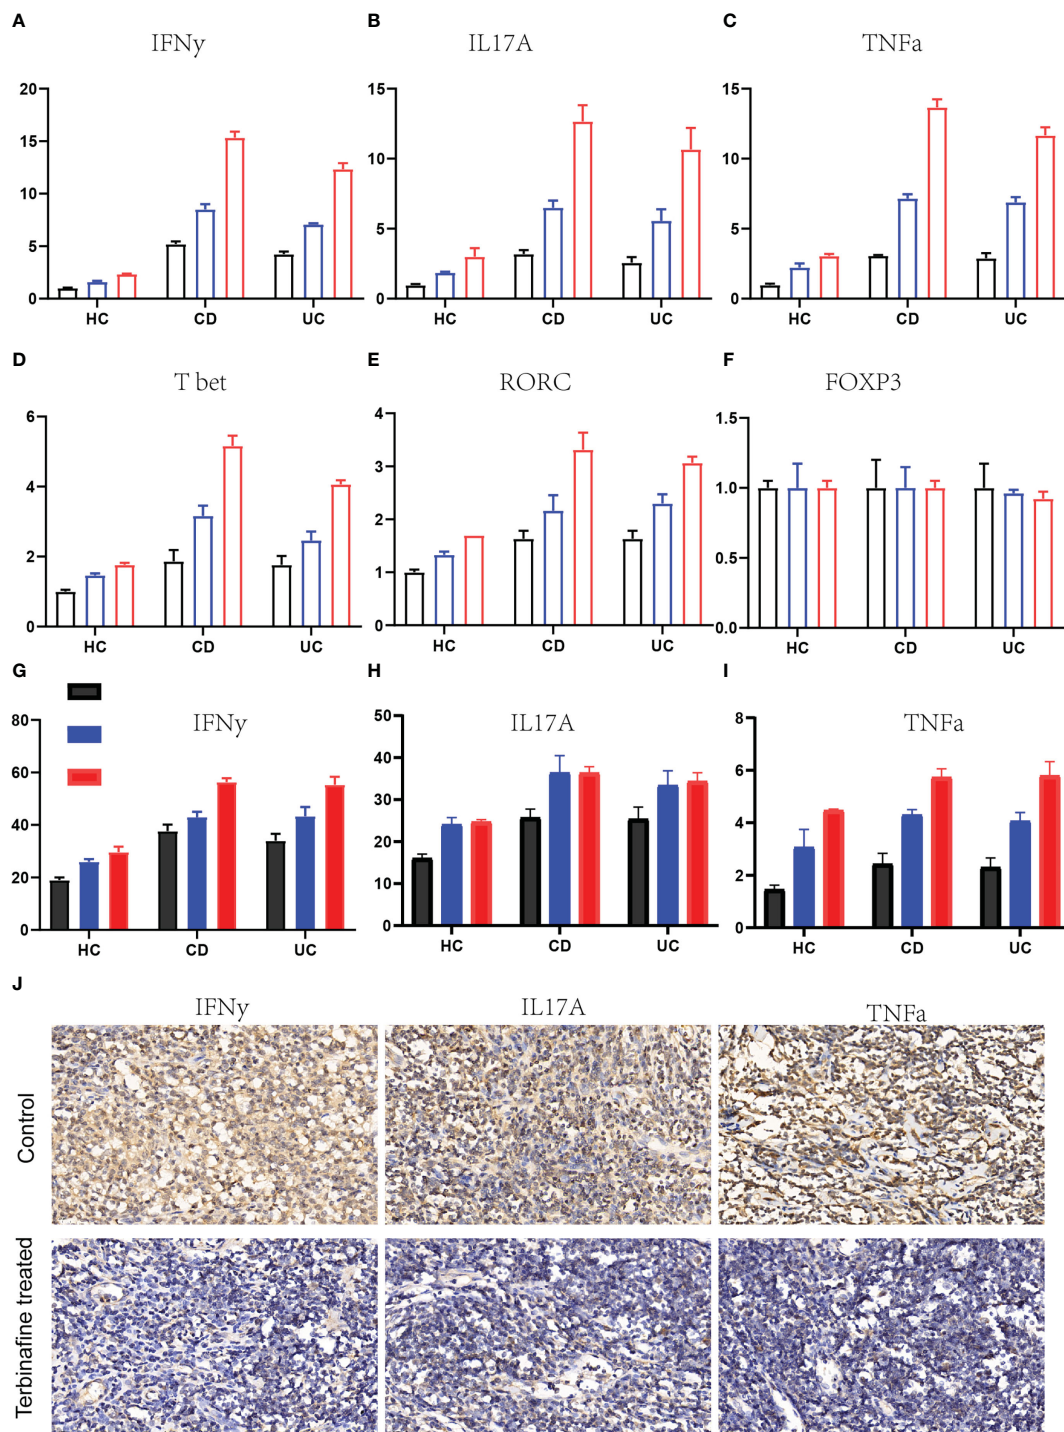 A
B
C
IFNy
IL17A
TNFa
20
15
10
5
0
HC
CD
UC
15
10
5
0
HC
CD
UC
15
10
5
0
HC
CD
UC
D
E
F
T bet
RORC
FOXP3
6
4
2
0
HC
CD
UC
4
3
2
1
0
HC
CD
UC
1.5
1.0
0.5
0.0
HC
CD
UC
G
H
I
IFNy
IL17A
TNFa
80
60
40
20
0
HC
CD
UC
50
40
30
20
10
0
HC
CD
UC
8
6
4
2
0
HC
CD
UC
J
IFNy
IL17A
TNFa
Control
Terbinafine treated